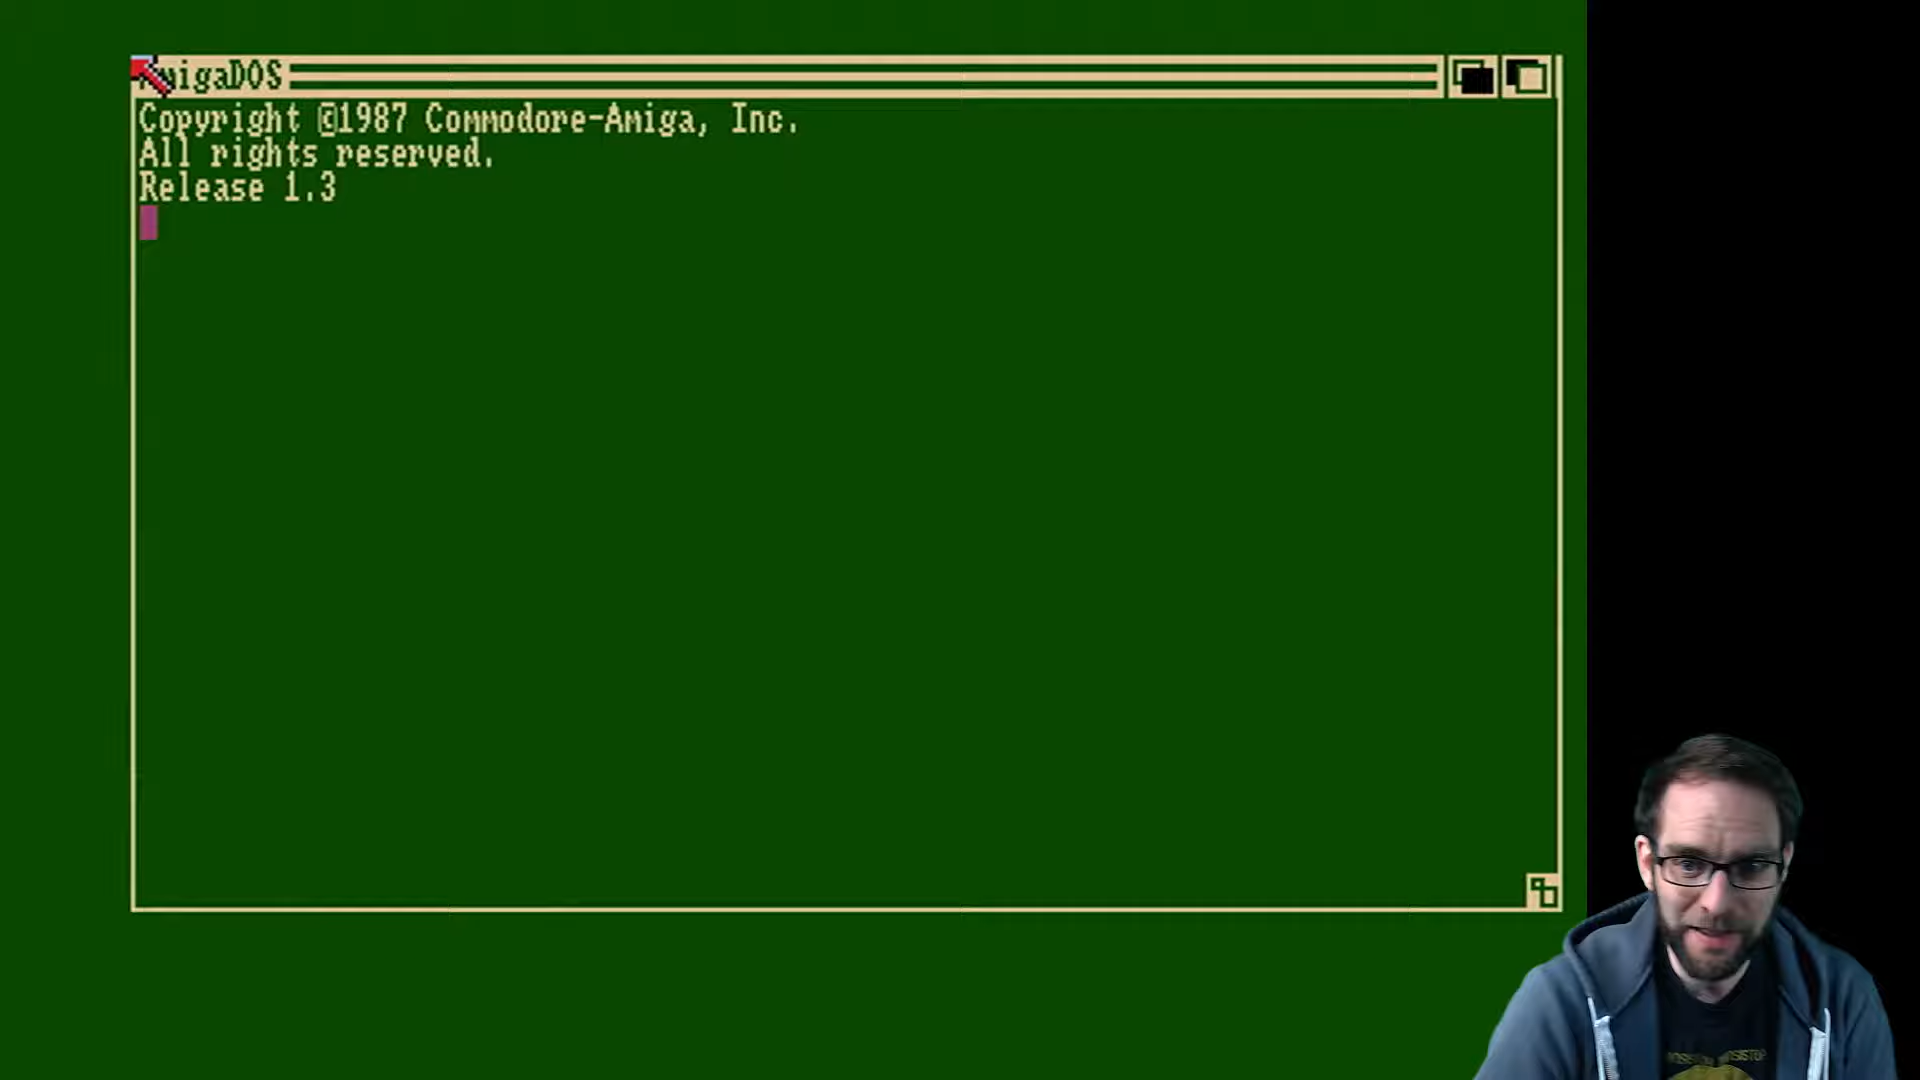 AmigaDOS
Copyright ©1987 Commodore-Amiga, Inc.
All rights reserved.
Release 1.3